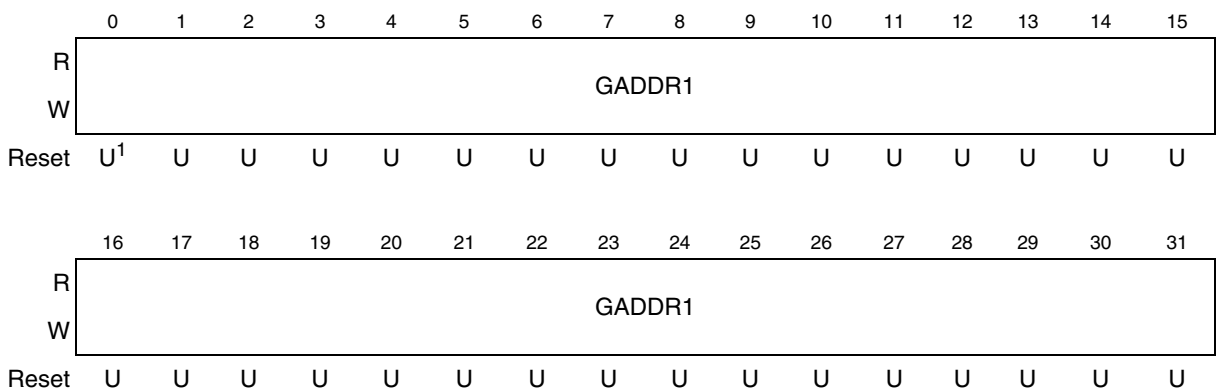 0 1 2 3 4 5 6 7 8 9 10 11 12 13 14 15
R
GADDR1
W
Reset U1 U U U U U U U U U U U U U U U
16 17 18 19 20 21 22 23 24 25 26 27 28 29 30 31
R
GADDR1
W
Reset U U U U U U U U U U U U U U U U